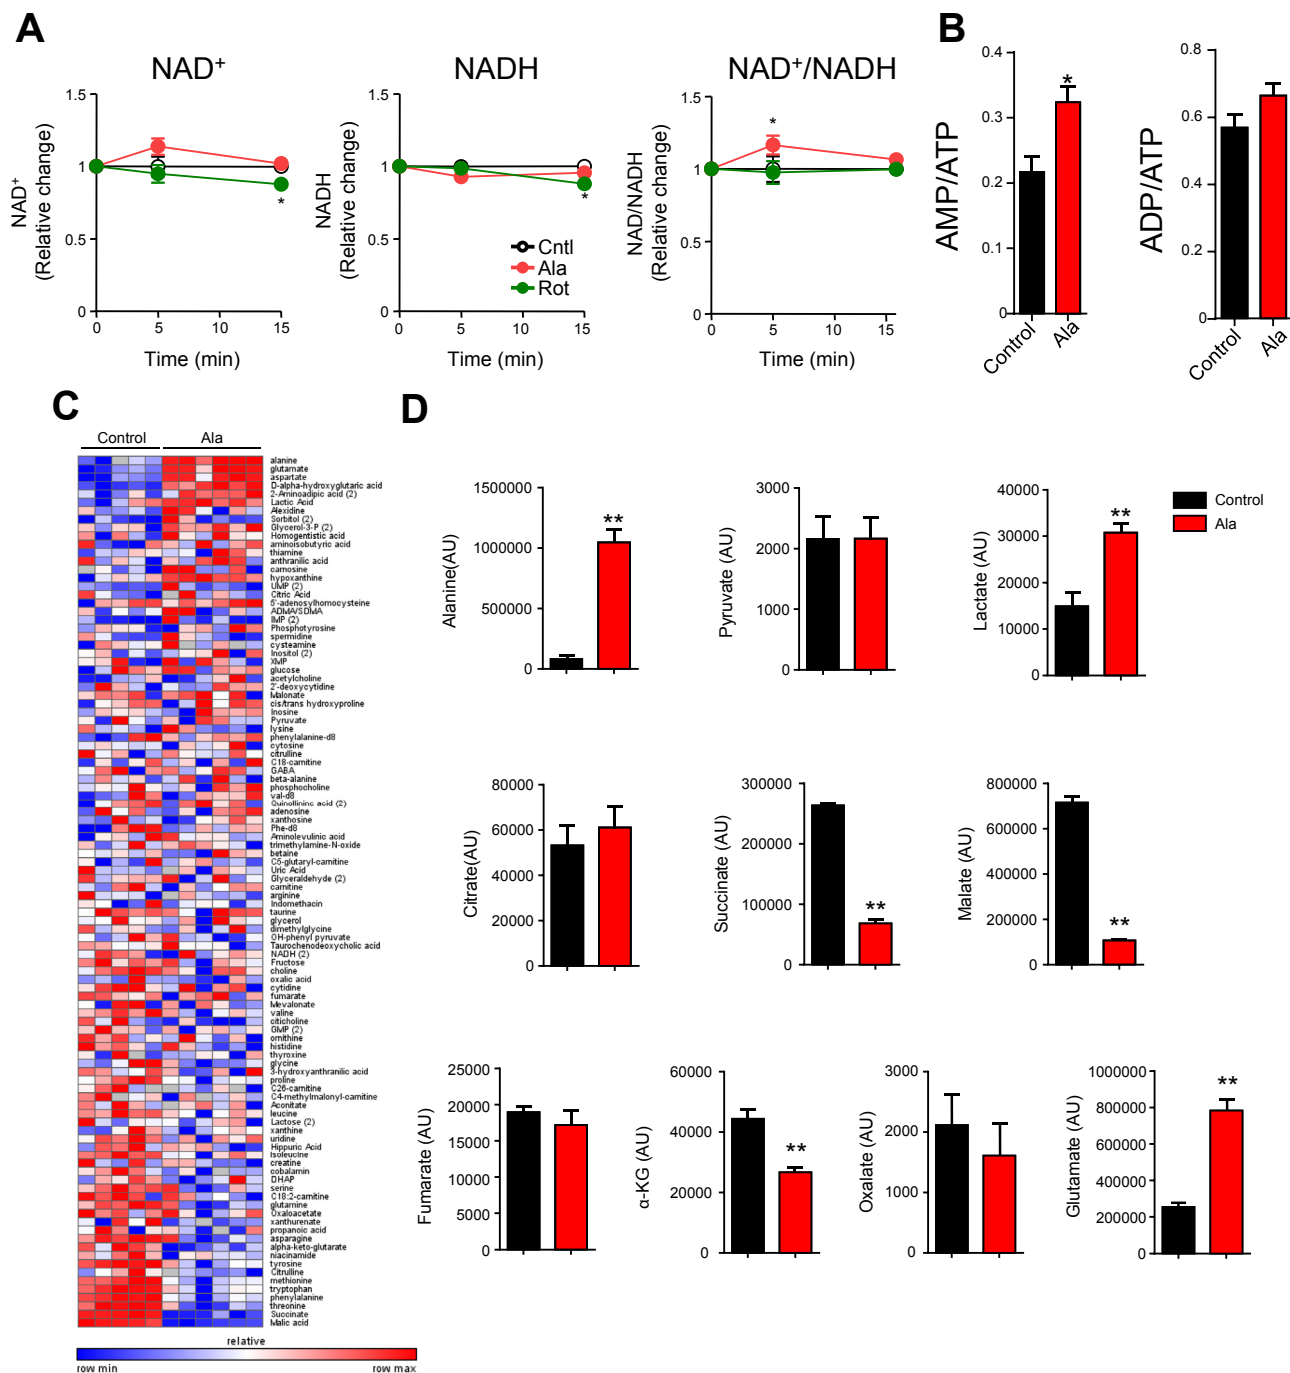 A
NAD+
NADH
NAD+/NADH
NAD+
(Relative change)
1.5
1
0.5
0
0
5
10
15
Time (min)
NADH
(Relative change)
1.5
1
0.5
0
0
5
10
15
*
*
Cntl
Ala
Rot
Time (min)
NAD/NADH
(Relative change)
1.5
1
0.5
0
*
0
5
10
15
Time (min)
B
AMP/ATP
0.4
0.3
0.2
0.1
0
*
Control
Ala
ADP/ATP
0.8
0.6
0.4
0.2
0
Control
Ala
C
Control
Ala
alanine
glutamate
aspartate
D-alpha-hydroxyglutaric acid
2-Aminoadipic acid (2)
Lactic Acid
Alexidine
Sorbitol (2)
Glycerol-3-P (2)
Homogentistic acid
aminoisobutyric acid
thiamine
anthranilic acid
carnosine
hypoxanthine
UMP (2)
Citric Acid
5'-adenosylhomocysteine
ADMA/SDMA
IMP (2)
Phosphotyrosine
spermidine
cysteamine
Inositol (2)
XMP
glucose
acetylcholine
2'-deoxycytidine
Malonate
cis/trans hydroxyproline
Inosine
Pyruvate
lysine
phenylalanine-d8
cytosine
citrulline
C18-carnitine
GABA
beta-alanine
phosphocholine
val-d8
Quinollinic acid (2)
adenosine
xanthosine
Phe-d8
Aminolevulinic acid
trimethylamine-N-oxide
betaine
C5-glutaryl-carnitine
Uric Acid
Glyceraldehyde (2)
carnitine
arginine
Indomethacin
taurine
glycerol
dimethylglycine
OH-phenyl pyruvate
Taurochenodeoxycholic acid
NADH (2)
Fructose
choline
oxalic acid
cytidine
fumarate
Mevalonate
valine
citicholine
GMP (2)
ornithine
histidine
thyroxine
glycine
3-hydroxyanthranilic acid
proline
C26-carnitine
C4-methylmalonyl-carnitine
Aconitate
leucine
Lactose (2)
xanthine
uridine
Hippuric Acid
Isoleucine
creatine
cobalamin
DHAP
serine
C18:2-carnitine
glutamine
Oxaloacetate
xanthurenate
propanoic acid
asparagine
alpha-keto-glutarate
niacinamide
tyrosine
Citrulline
methionine
tryptophan
phenylalanine
threonine
Succinate
Malic acid
relative
row min
row max
D
Alanine(AU)
1500000
1000000
500000
0
**
Pyruvate (AU)
3000
2000
1000
0
Lactate (AU)
40000
30000
20000
10000
0
**
Control
Ala
Citrate(AU)
80000
60000
40000
20000
0
Succinate (AU)
300000
200000
100000
0
**
Malate (AU)
800000
600000
400000
200000
0
**
Fumarate (AU)
25000
20000
15000
10000
5000
0
α-KG (AU)
60000
40000
20000
0
**
Oxalate (AU)
3000
2000
1000
0
Glutamate (AU)
1000000
800000
600000
400000
200000
0
**